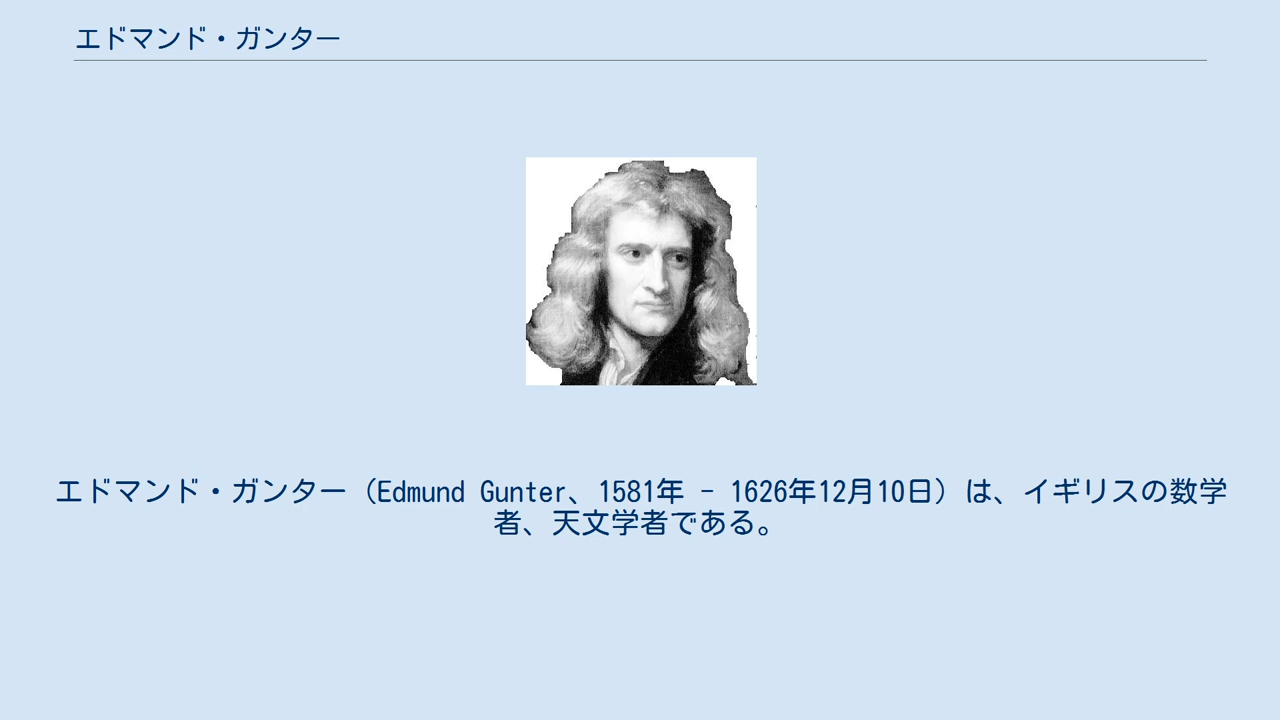 エドマンド・ガンター
エドマンド・ガンター（Edmund Gunter、1581年 - 1626年12月10日）は、イギリスの数学
者、天文学者である。